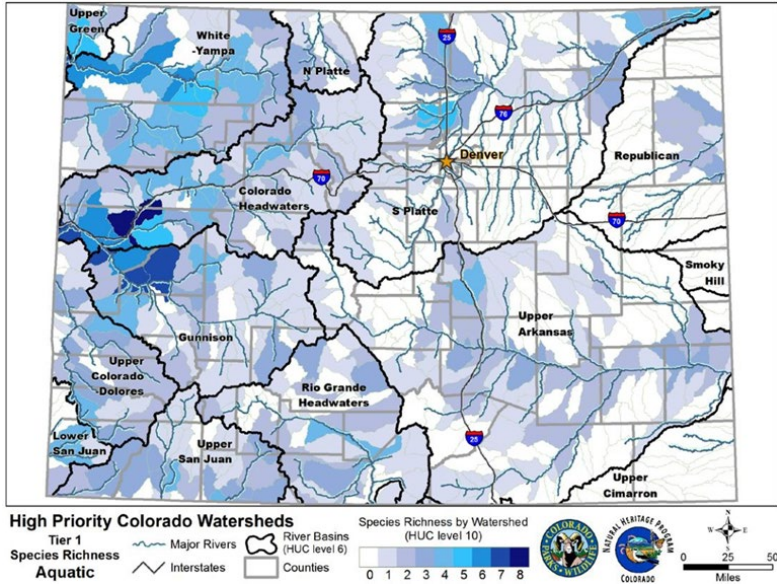 Upper
Green
White
-Yampa
N Platte
25
76
Denver
Republican
Colorado
Headwaters
70
S Platte
70
Smoky
Hill
Gunnison
Upper
Arkansas
Upper
Colorado
-Dolores
Rio Grande
Headwaters
Lower
San Juan
Upper
San Juan
25
Upper
Cimarron
High Priority Colorado Watersheds
Tier 1
Species Richness
Aquatic
Major Rivers
Interstates
River Basins
(HUC level 6)
Counties
Species Richness by Watershed
(HUC level 10)
0 1 2 3 4 5 6 7 8
COLORADO
PARKS
WILDLIFE
NATURAL HERITAGE PROGRAM
COLORADO
N
W E
S
0 25 50
Miles